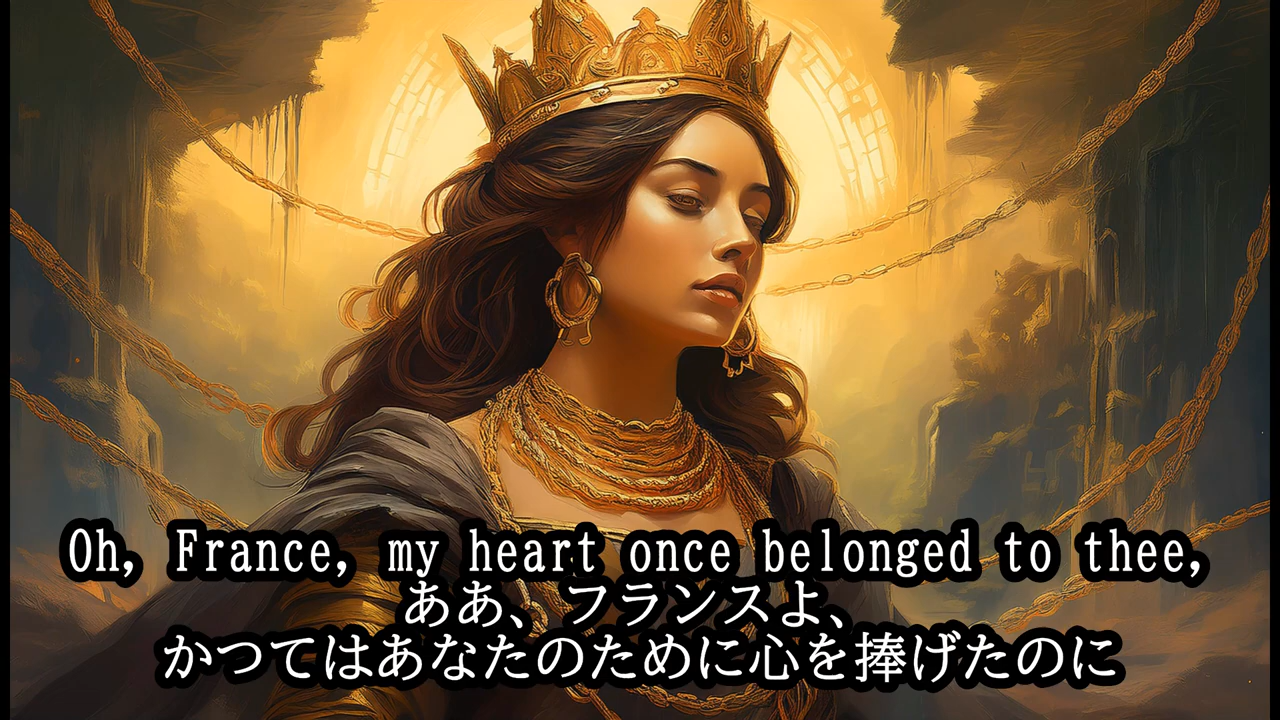 Oh, France, my heart once belonged to thee,
ああ、フランスよ、
かつてはあなたのために心を捧げたのに